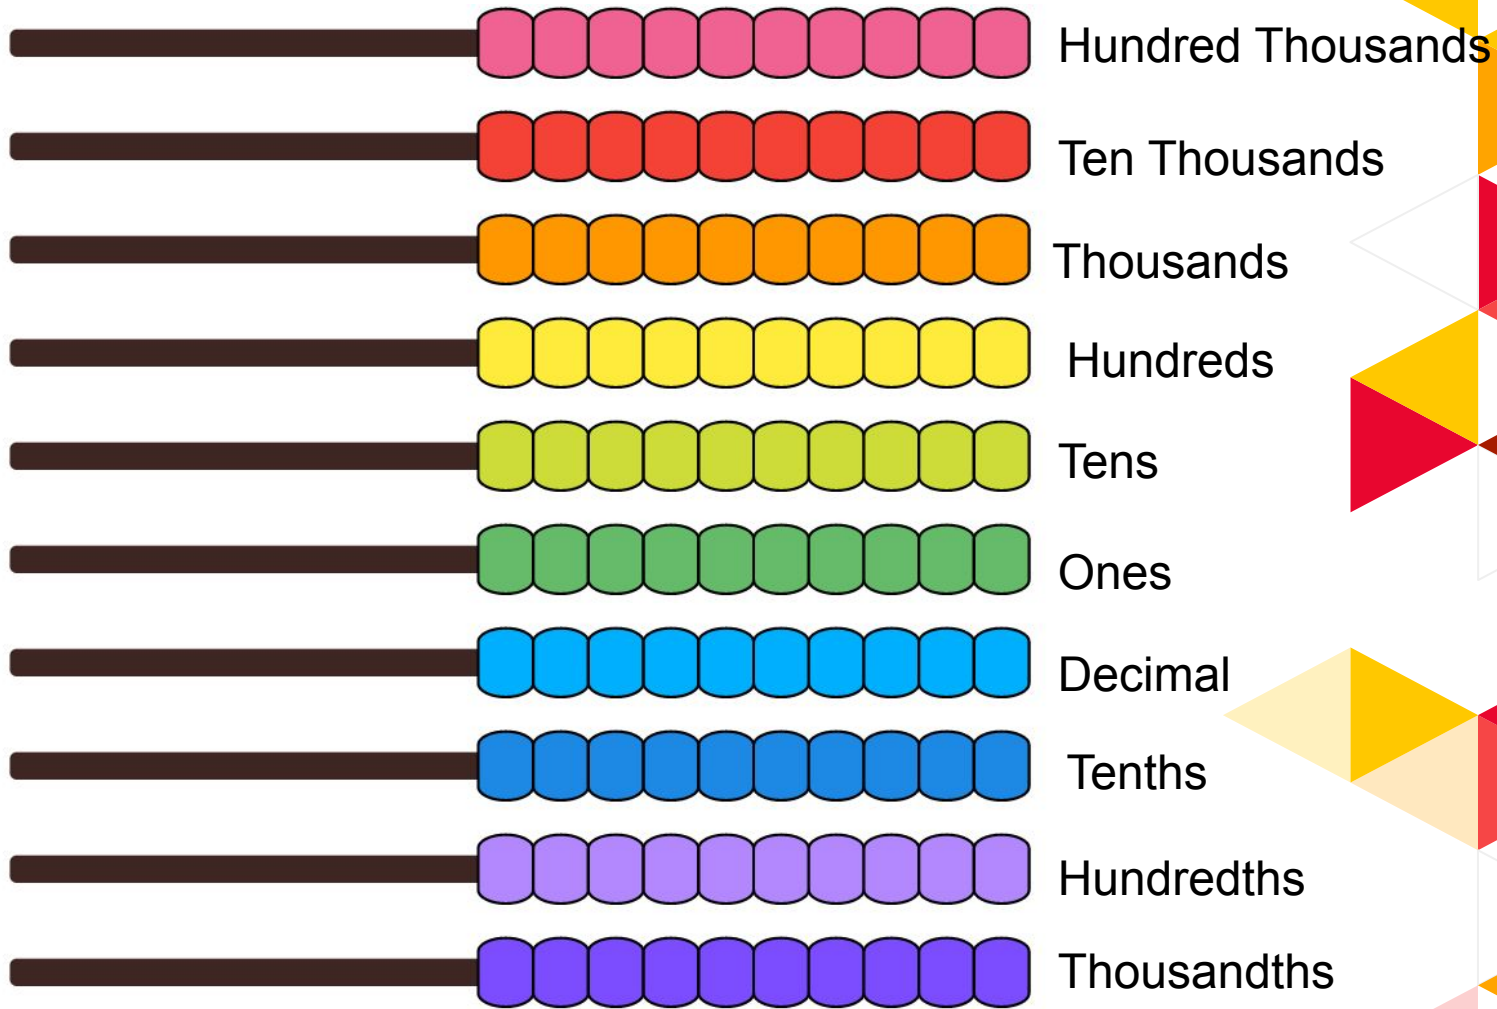 Hundred Thousands
Ten Thousands
Thousands
Hundreds
Tens
Ones
Decimal
Tenths
Hundredths
Thousandths